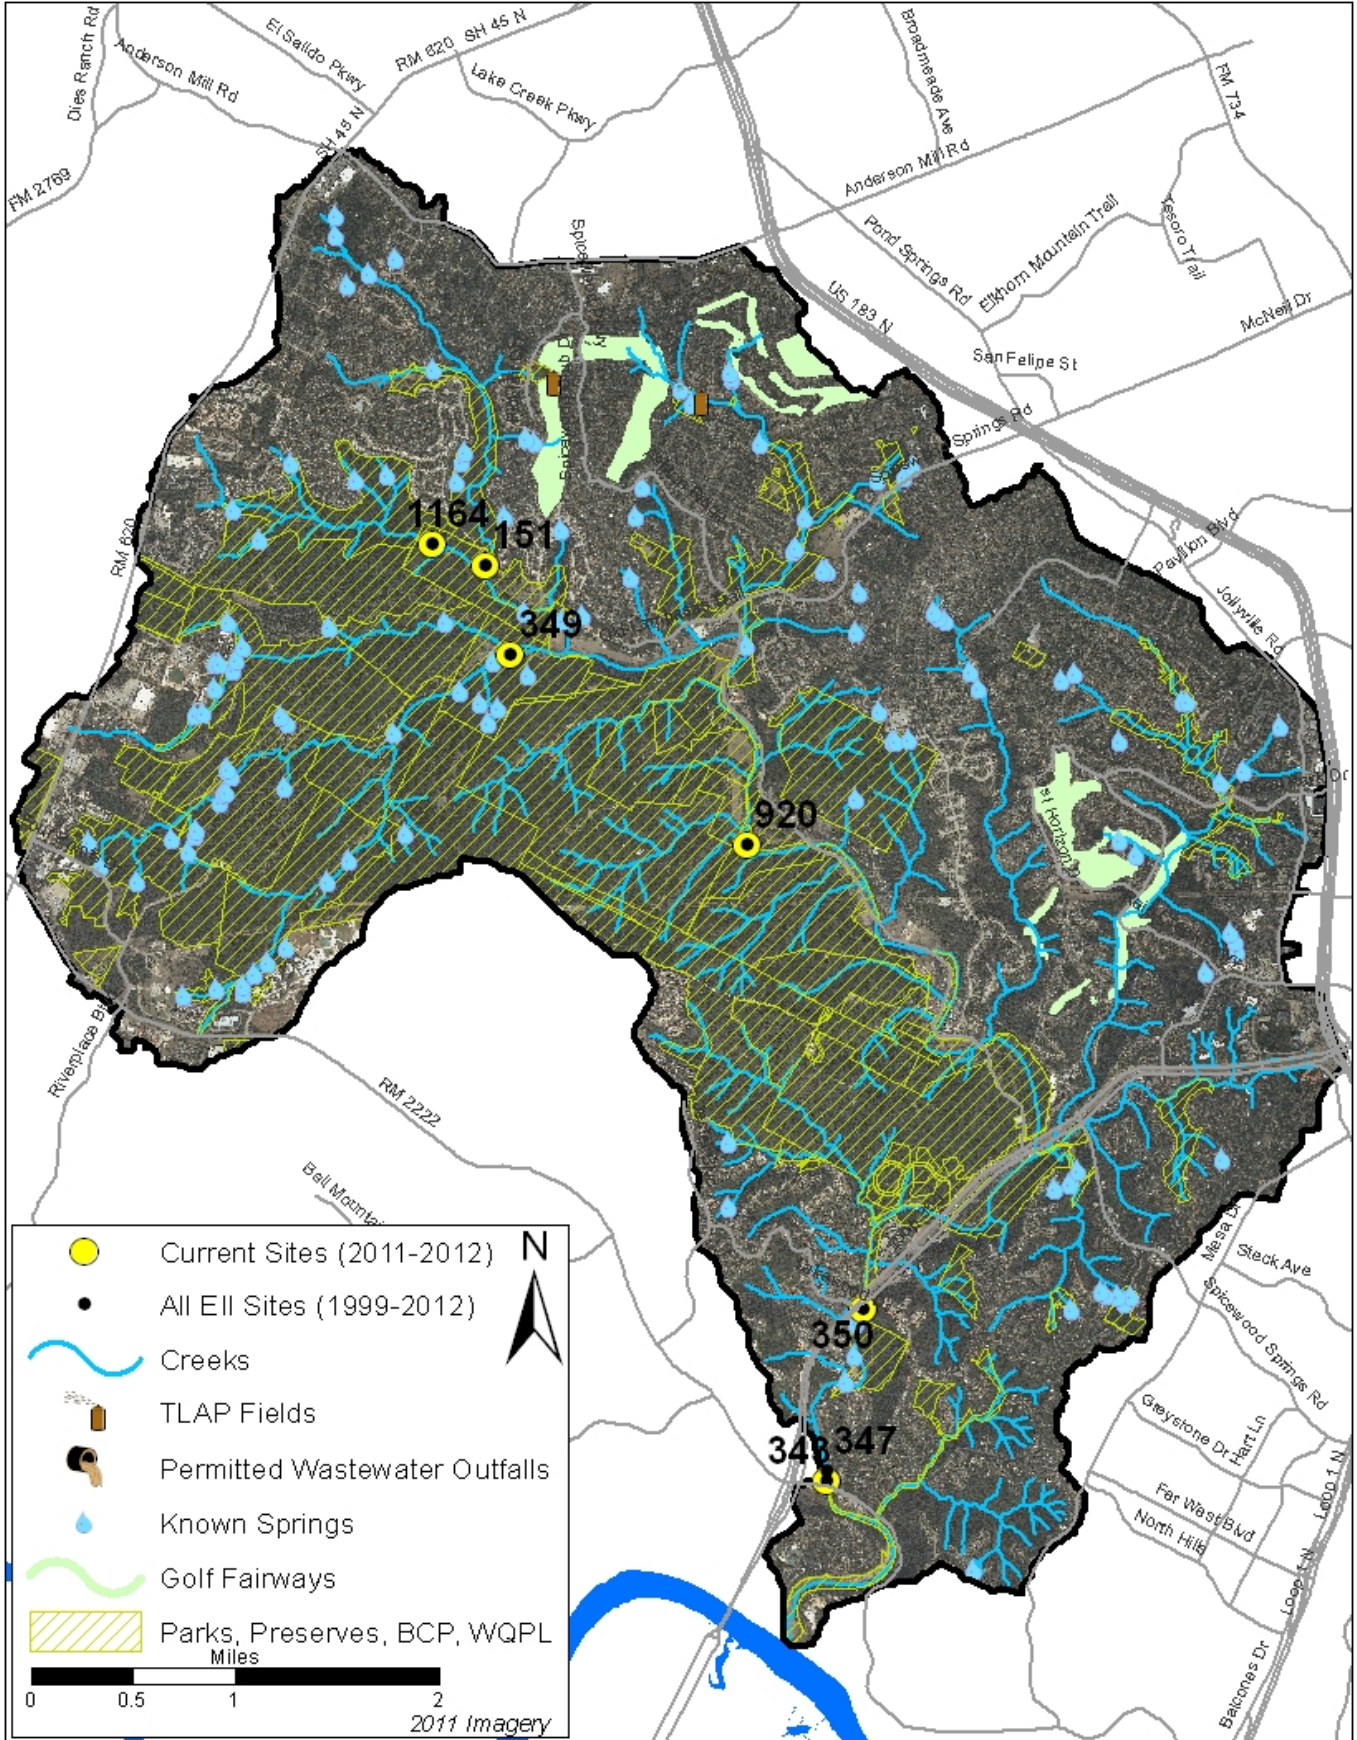 Dies Ranch Rd
Anderson Mill Rd
El Salido Pkwy
RM 620 SH 45 N
Lake Creek Pkwy
SH 45 N
FM 2769
Broadmeade Ave
FM 734
Anderson Mill Rd
Pond Springs Rd
Elkhorn Mountain Trail
Tesoro Trail
US 183 N
McNeil Dr
San Felipe St
Springs Rd
Pavilion Blvd
Jollyville Rd
RM 620
1164
151
349
920
350
347
Riverplace Bl
RM 2222
Mesa Dr
Steck Ave
Spicewood Springs Rd
Greystone Dr
Hart Ln
Far West Blvd
North Hills
Loop 1 N
Loop 1 N
Balcones Dr
Current Sites (2011-2012)
N
All EII Sites (1999-2012)
Creeks
TLAP Fields
Permitted Wastewater Outfalls
Known Springs
Golf Fairways
Parks, Preserves, BCP, WQPL
Miles
0 0.5 1 2
2011 Imagery